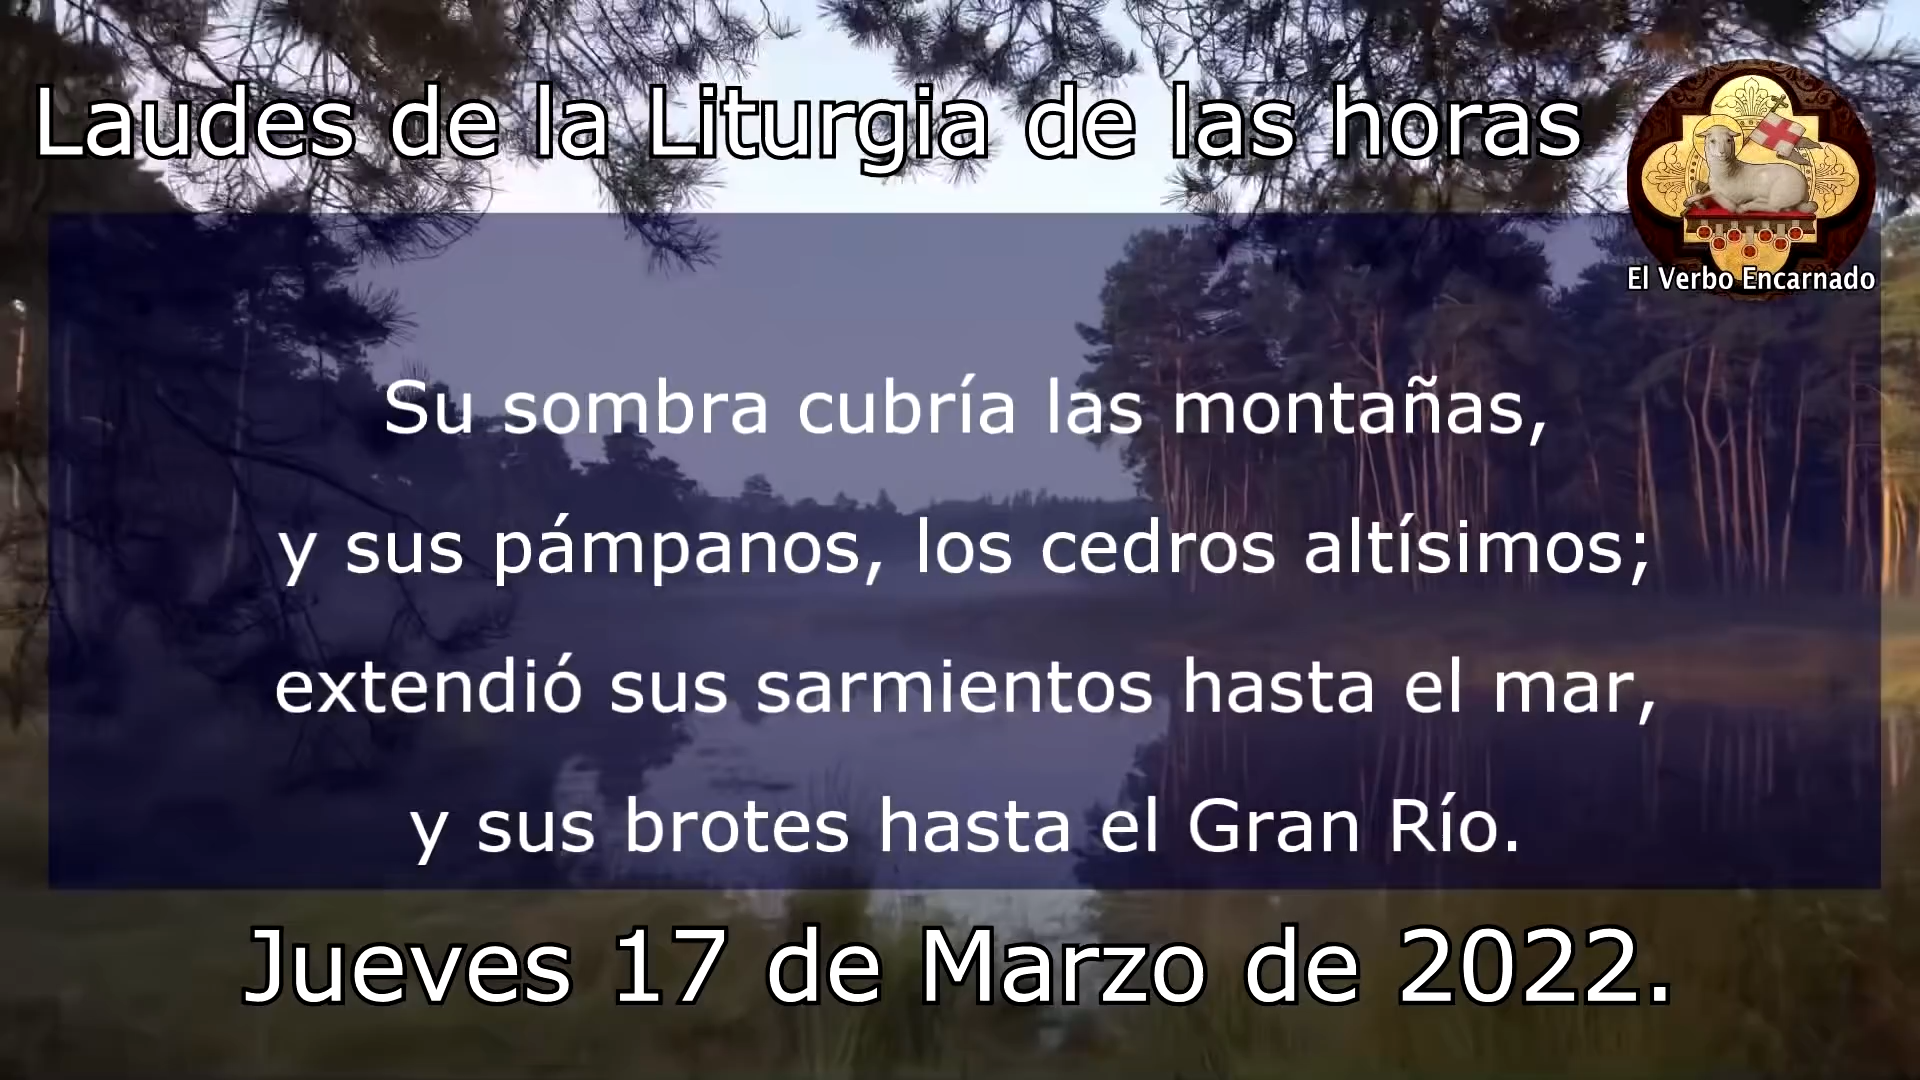 Laudes de la Liturgia de las horas
El Verbo Encarnado
Su sombra cubría las montañas,
y sus pámpanos, los cedros altísimos;
extendió sus sarmientos hasta el mar,
y sus brotes hasta el Gran Río.
Jueves 17 de Marzo de 2022.